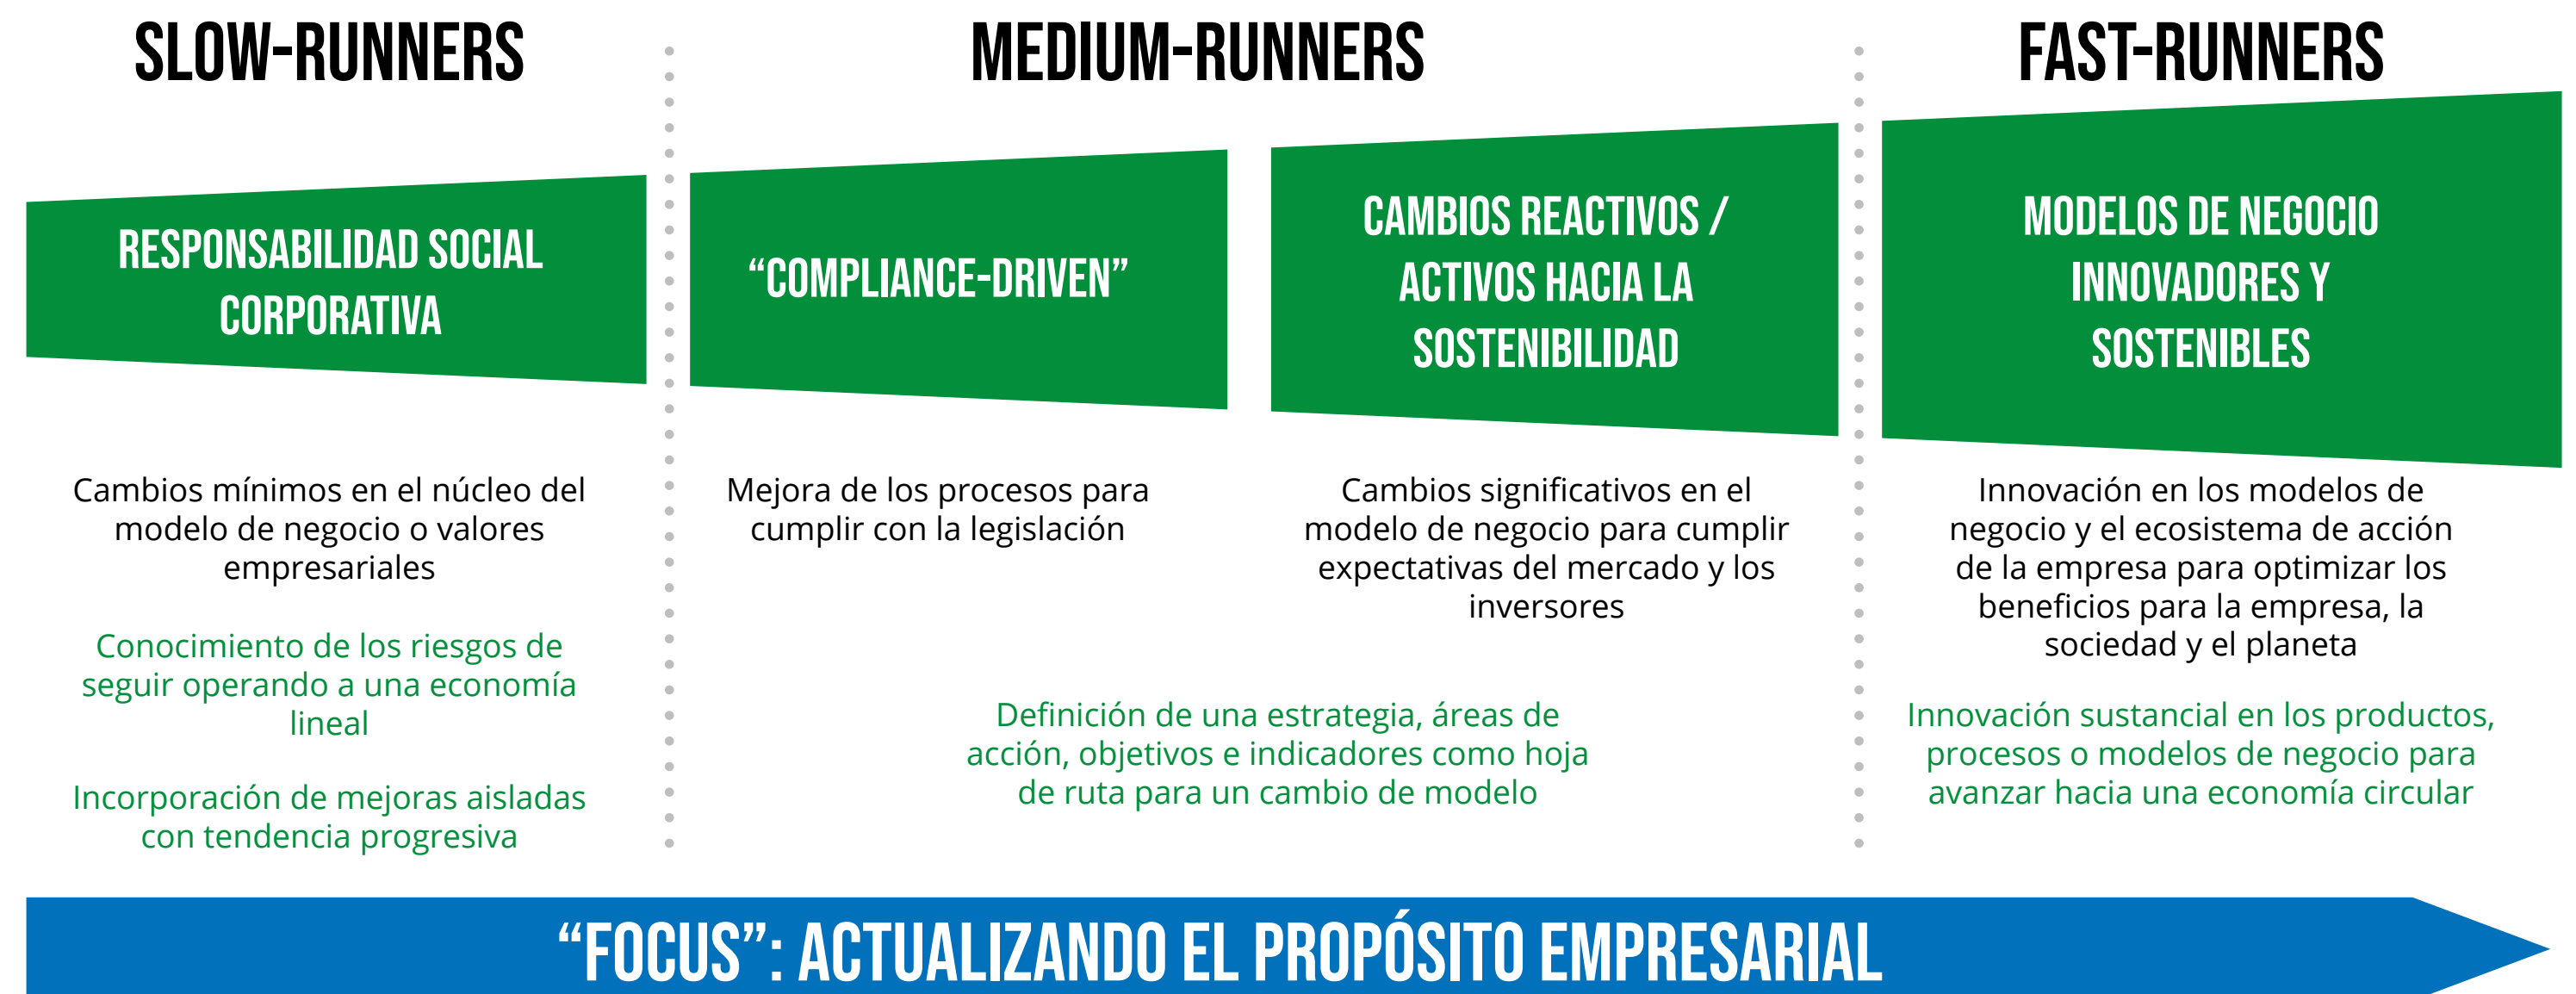 SLOW-RUNNERS
MEDIUM-RUNNERS
FAST-RUNNERS
RESPONSABILIDAD SOCIAL
CORPORATIVA
“COMPLIANCE-DRIVEN”
CAMBIOS REACTIVOS /
ACTIVOS HACIA LA
SOSTENIBILIDAD
MODELOS DE NEGOCIO
INNOVADORES Y
SOSTENIBLES
Cambios mínimos en el núcleo del
modelo de negocio o valores
empresariales
Conocimiento de los riesgos de
seguir operando a una economía
lineal
Incorporación de mejoras aisladas
con tendencia progresiva
Mejora de los procesos para
cumplir con la legislación
Cambios significativos en el
modelo de negocio para cumplir
expectativas del mercado y los
inversores
Definición de una estrategia, áreas de
acción, objetivos e indicadores como hoja
de ruta para un cambio de modelo
Innovación en los modelos de
negocio y el ecosistema de acción
de la empresa para optimizar los
beneficios para la empresa, la
sociedad y el planeta
Innovación sustancial en los productos,
procesos o modelos de negocio para
avanzar hacia una economía circular
“FOCUS”: ACTUALIZANDO EL PROPÓSITO EMPRESARIAL